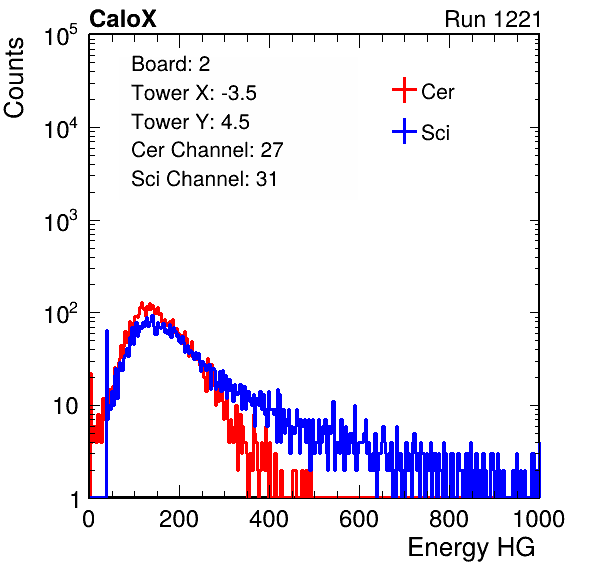 CaloX Run 1221
Counts
10^5
10^4
10^3
10^2
10
1
Board: 2
Tower X: -3.5
Tower Y: 4.5
Cer Channel: 27
Sci Channel: 31
Cer
Sci
0 200 400 600 800 1000
Energy HG